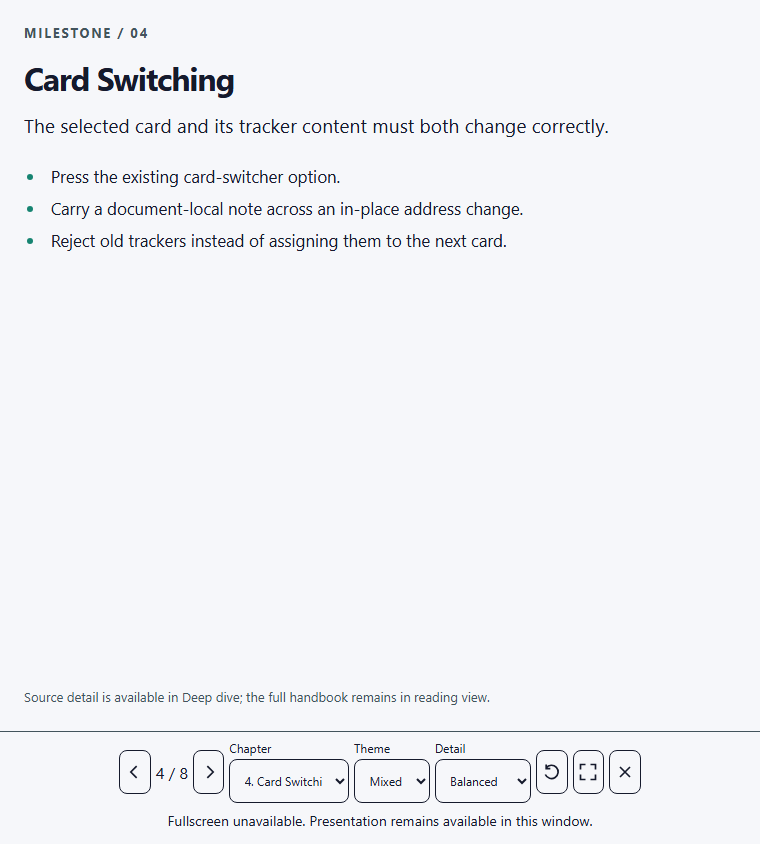 MILESTONE / 04
Card Switching
The selected card and its tracker content must both change correctly.
• Press the existing card-switcher option.
• Carry a document-local note across an in-place address change.
• Reject old trackers instead of assigning them to the next card.
Source detail is available in Deep dive; the full handbook remains in reading view.
Chapter Theme Detail
4 / 8 4. Card Switchi Mixed Balanced
Fullscreen unavailable. Presentation remains available in this window.